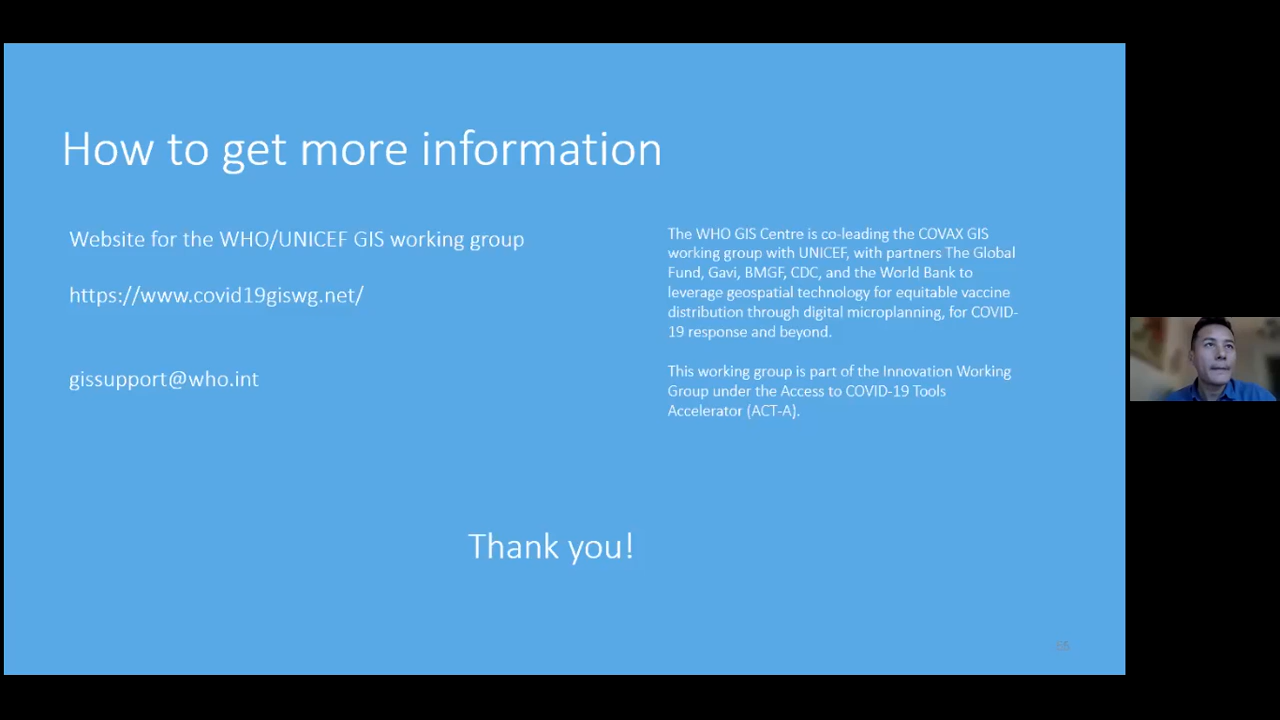 How to get more information
Website for the WHO/UNICEF GIS working group
https://www.covid19giswg.net/
gissupport@who.int
The WHO GIS Centre is co-leading the COVAX GIS
working group with UNICEF, with partners The Global
Fund, Gavi, BMGF, CDC, and the World Bank to
leverage geospatial technology for equitable vaccine
distribution through digital microplanning, for COVID-
19 response and beyond.
This working group is part of the Innovation Working
Group under the Access to COVID-19 Tools
Accelerator (ACT-A).
Thank you!